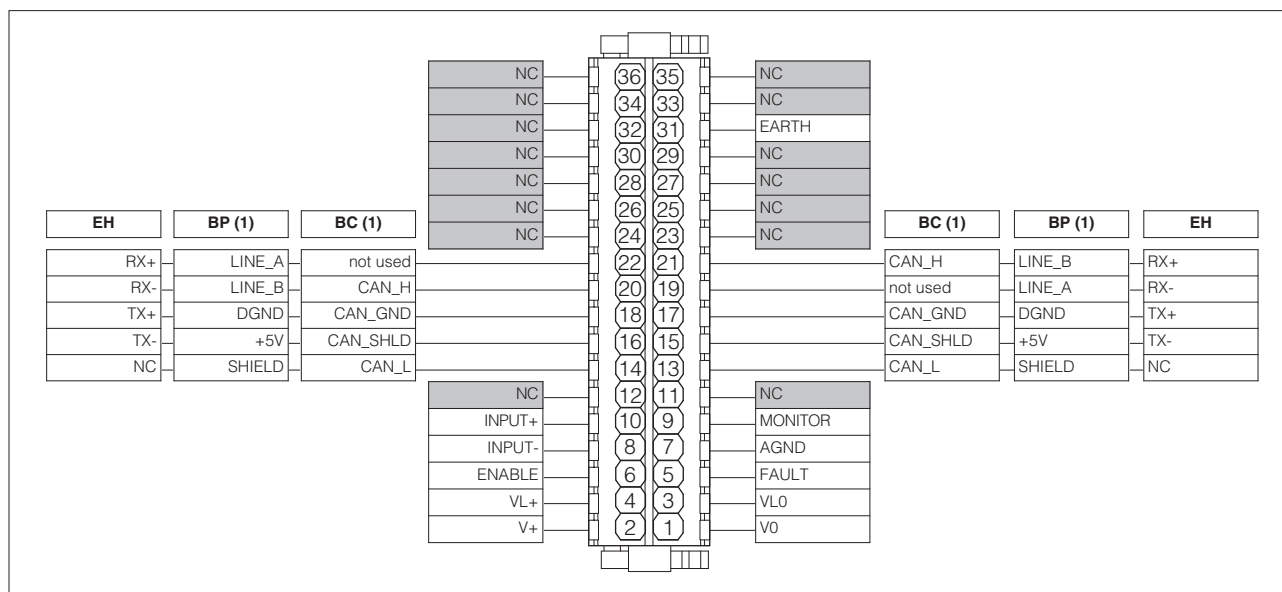 NC 36 35 NC
NC 34 33 NC
NC 32 31 EARTH
NC 30 29 NC
NC 28 27 NC
NC 26 25 NC
NC 24 23 NC
EH BP (1) BC (1) BC (1) BP (1) EH
RX+ LINE_A not used 22 21 CAN_H LINE_B RX+
RX- LINE_B CAN_H 20 19 not used LINE_A RX-
TX+ DGND CAN_GND 18 17 CAN_GND DGND TX+
TX- +5V CAN_SHLD 16 15 CAN_SHLD +5V TX-
NC SHIELD CAN_L 14 13 CAN_L SHIELD NC
NC 12 11 NC
INPUT+ 10 9 MONITOR
INPUT- 8 7 AGND
ENABLE 6 5 FAULT
VL+ 4 3 VL0
V+ 2 1 V0